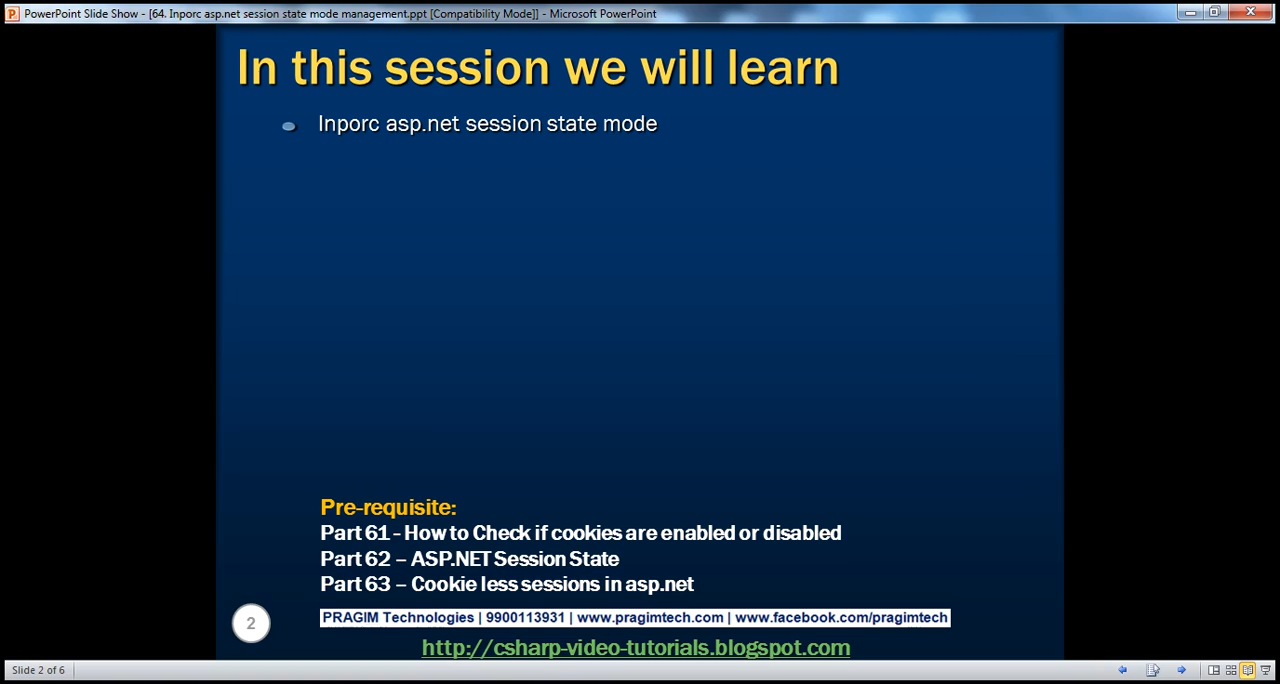 PowerPoint Slide Show - [64. Inporc asp.net session state mode management.ppt [Compatibility Mode]] - Microsoft PowerPoint
In this session we will learn
Inporc asp.net session state mode
Pre-requisite:
Part 61 - How to Check if cookies are enabled or disabled
Part 62 – ASP.NET Session State
Part 63 – Cookie less sessions in asp.net
2
PRAGIM Technologies | 9900113931 | www.pragimtech.com | www.facebook.com/pragimtech
http://csharp-video-tutorials.blogspot.com
Slide 2 of 6